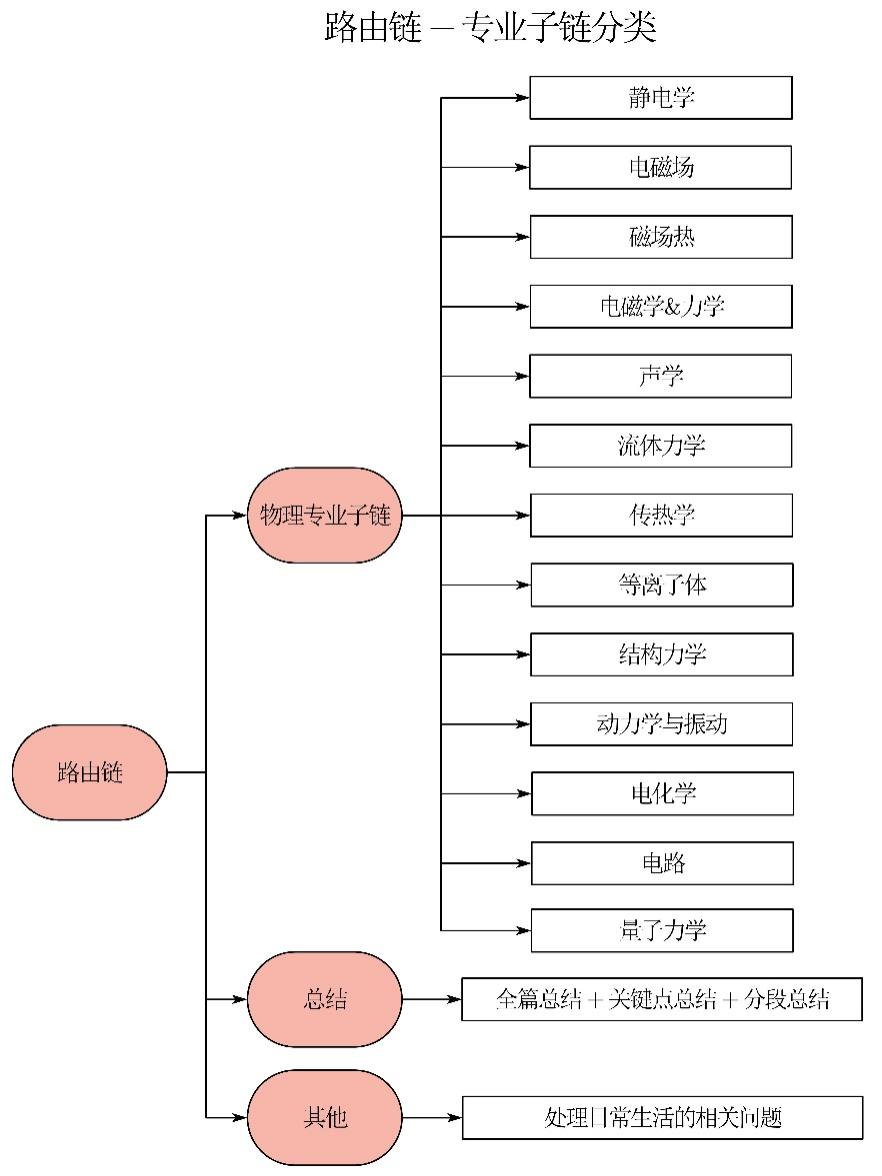 路由链 – 专业子链分类
静电学
电磁场
磁场热
电磁学&力学
声学
流体力学
物理专业子链
传热学
等离子体
结构力学
动力学与振动
路由链
电化学
电路
量子力学
总结
全篇总结 + 关键点总结 + 分段总结
其他
处理日常生活的相关问题